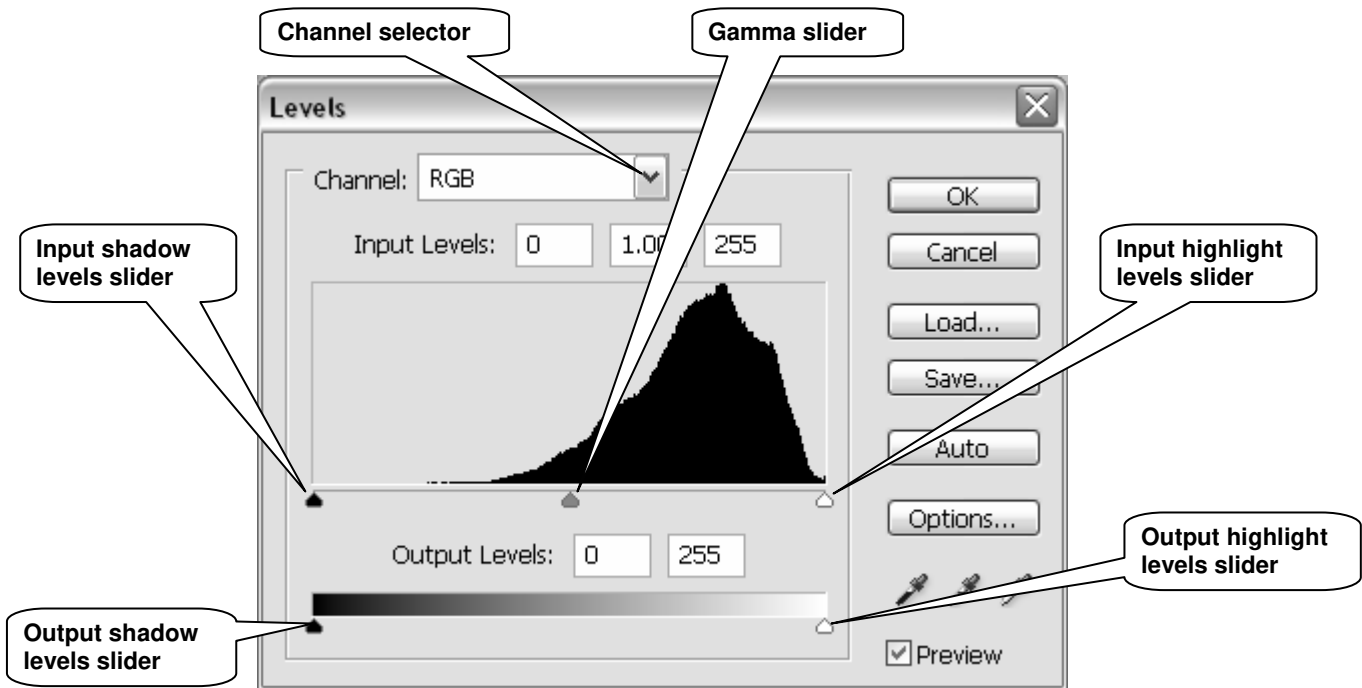 Channel selector
Gamma slider
Levels
Channel: RGB
OK
Input Levels: 0 1.00 255
Cancel
Input shadow
levels slider
Input highlight
levels slider
Load...
Save...
Auto
Options...
Output Levels: 0 255
Output highlight
levels slider
Output shadow
levels slider
Preview